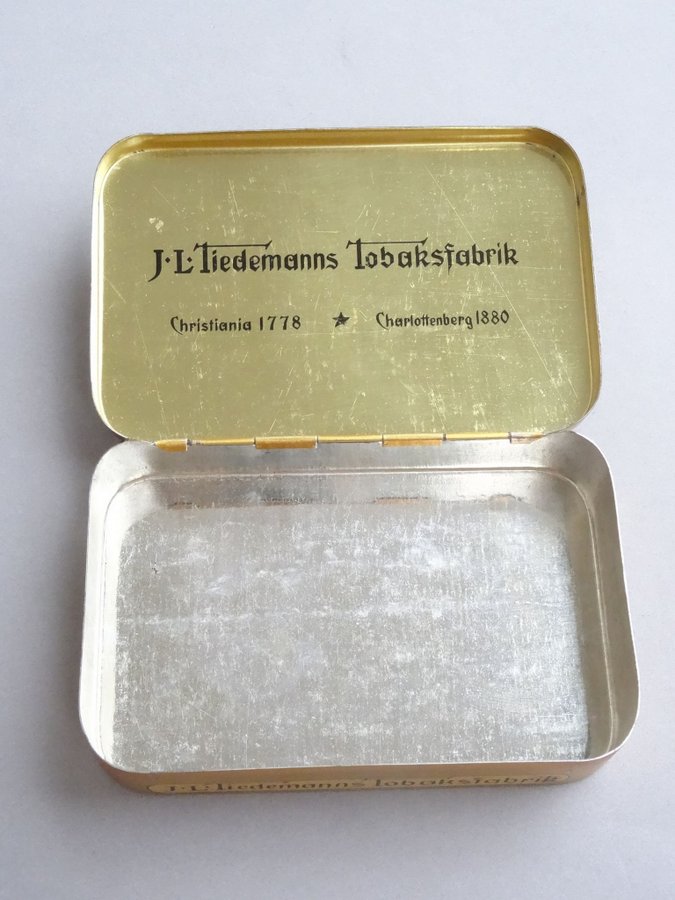 J·L·Tiedemanns Tobaksfabrik
Christiania 1778 ★ Charlottenberg 1880
J·L·Tiedemanns Tobaksfabrik